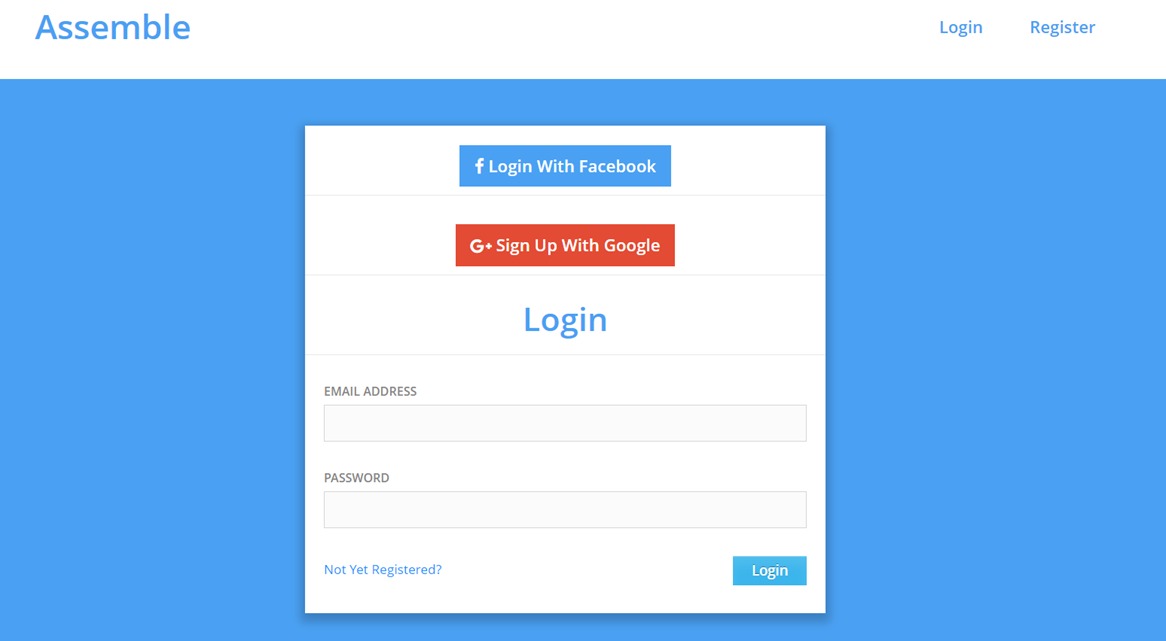 Assemble
Login Register
Login With Facebook
G+ Sign Up With Google
Login
EMAIL ADDRESS
PASSWORD
Not Yet Registered? Login